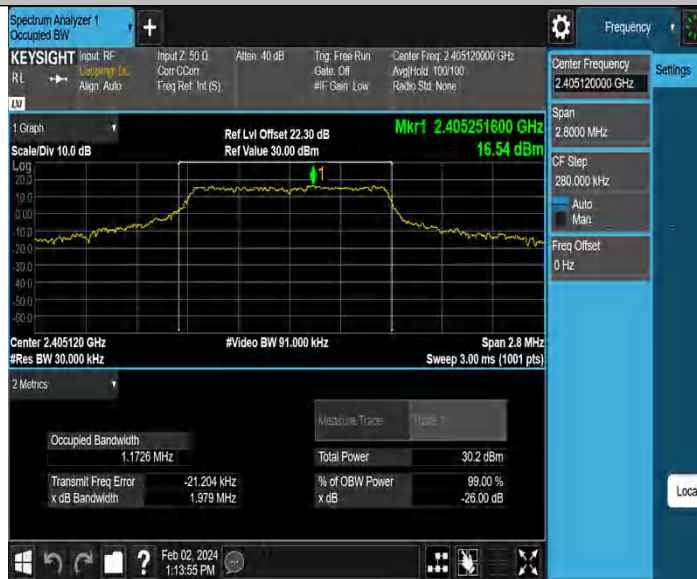 Spectrum Analyzer 1
Occupied BW
+
Frequency
KEYSIGHT
Input: RF
Coupling: DC
Align: Auto
RL
LXI
Input Z: 50 Ω
Corr CCorr
Freq Ref: Int (S)
Atten: 40 dB
Trig: Free Run
Gate: Off
#IF Gain: Low
Center Freq: 2.405120000 GHz
Avg|Hold: 100/100
Radio Std: None
Center Frequency
2.405120000 GHz
Settings
Span
2.8000 MHz
CF Step
280.000 kHz
Auto
Man
Freq Offset
0 Hz
1 Graph
Scale/Div 10.0 dB
Ref Lvl Offset 22.30 dB
Ref Value 30.00 dBm
Mkr1 2.405251600 GHz
16.54 dBm
Log
20.0
10.0
0.00
-10.0
-20.0
-30.0
-40.0
-50.0
-60.0
1
Center 2.405120 GHz
#Video BW 91.000 kHz
Span 2.8 MHz
#Res BW 30.000 kHz
Sweep 3.00 ms (1001 pts)
2 Metrics
Measure Trace
Trace 1
Occupied Bandwidth
1.1726 MHz
Total Power
30.2 dBm
Transmit Freq Error
-21.204 kHz
% of OBW Power
99.00 %
x dB Bandwidth
1.979 MHz
x dB
-26.00 dB
Loca
?
Feb 02, 2024
1:13:55 PM